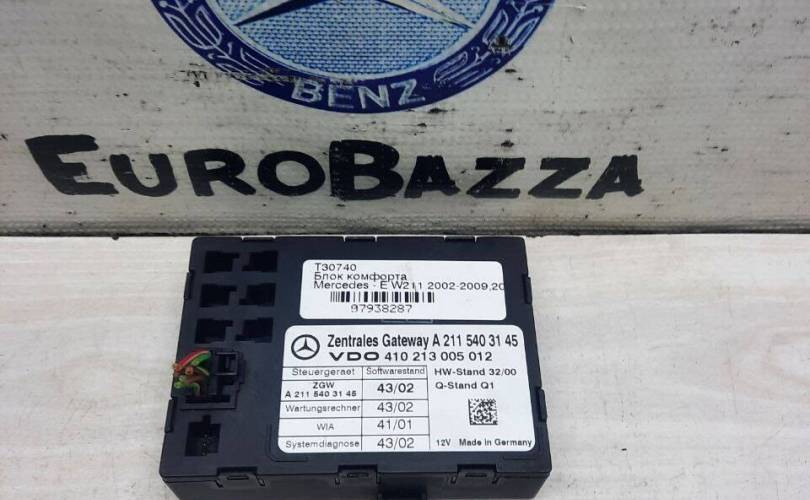 BENZ
EUROBAZZA
T30740
Блок комфорта
Mercedes - E W211 2002-2009,20
97938287
Zentrales Gateway A 211 540 31 45
VDO 410 213 005 012
Steuergeraet Softwarestand HW-Stand 32/00
ZGW 43/02 Q-Stand Q1
A 211 540 31 45
Wartungsrechner 43/02
WIA 41/01
Systemdiagnose 43/02 12V Made in Germany